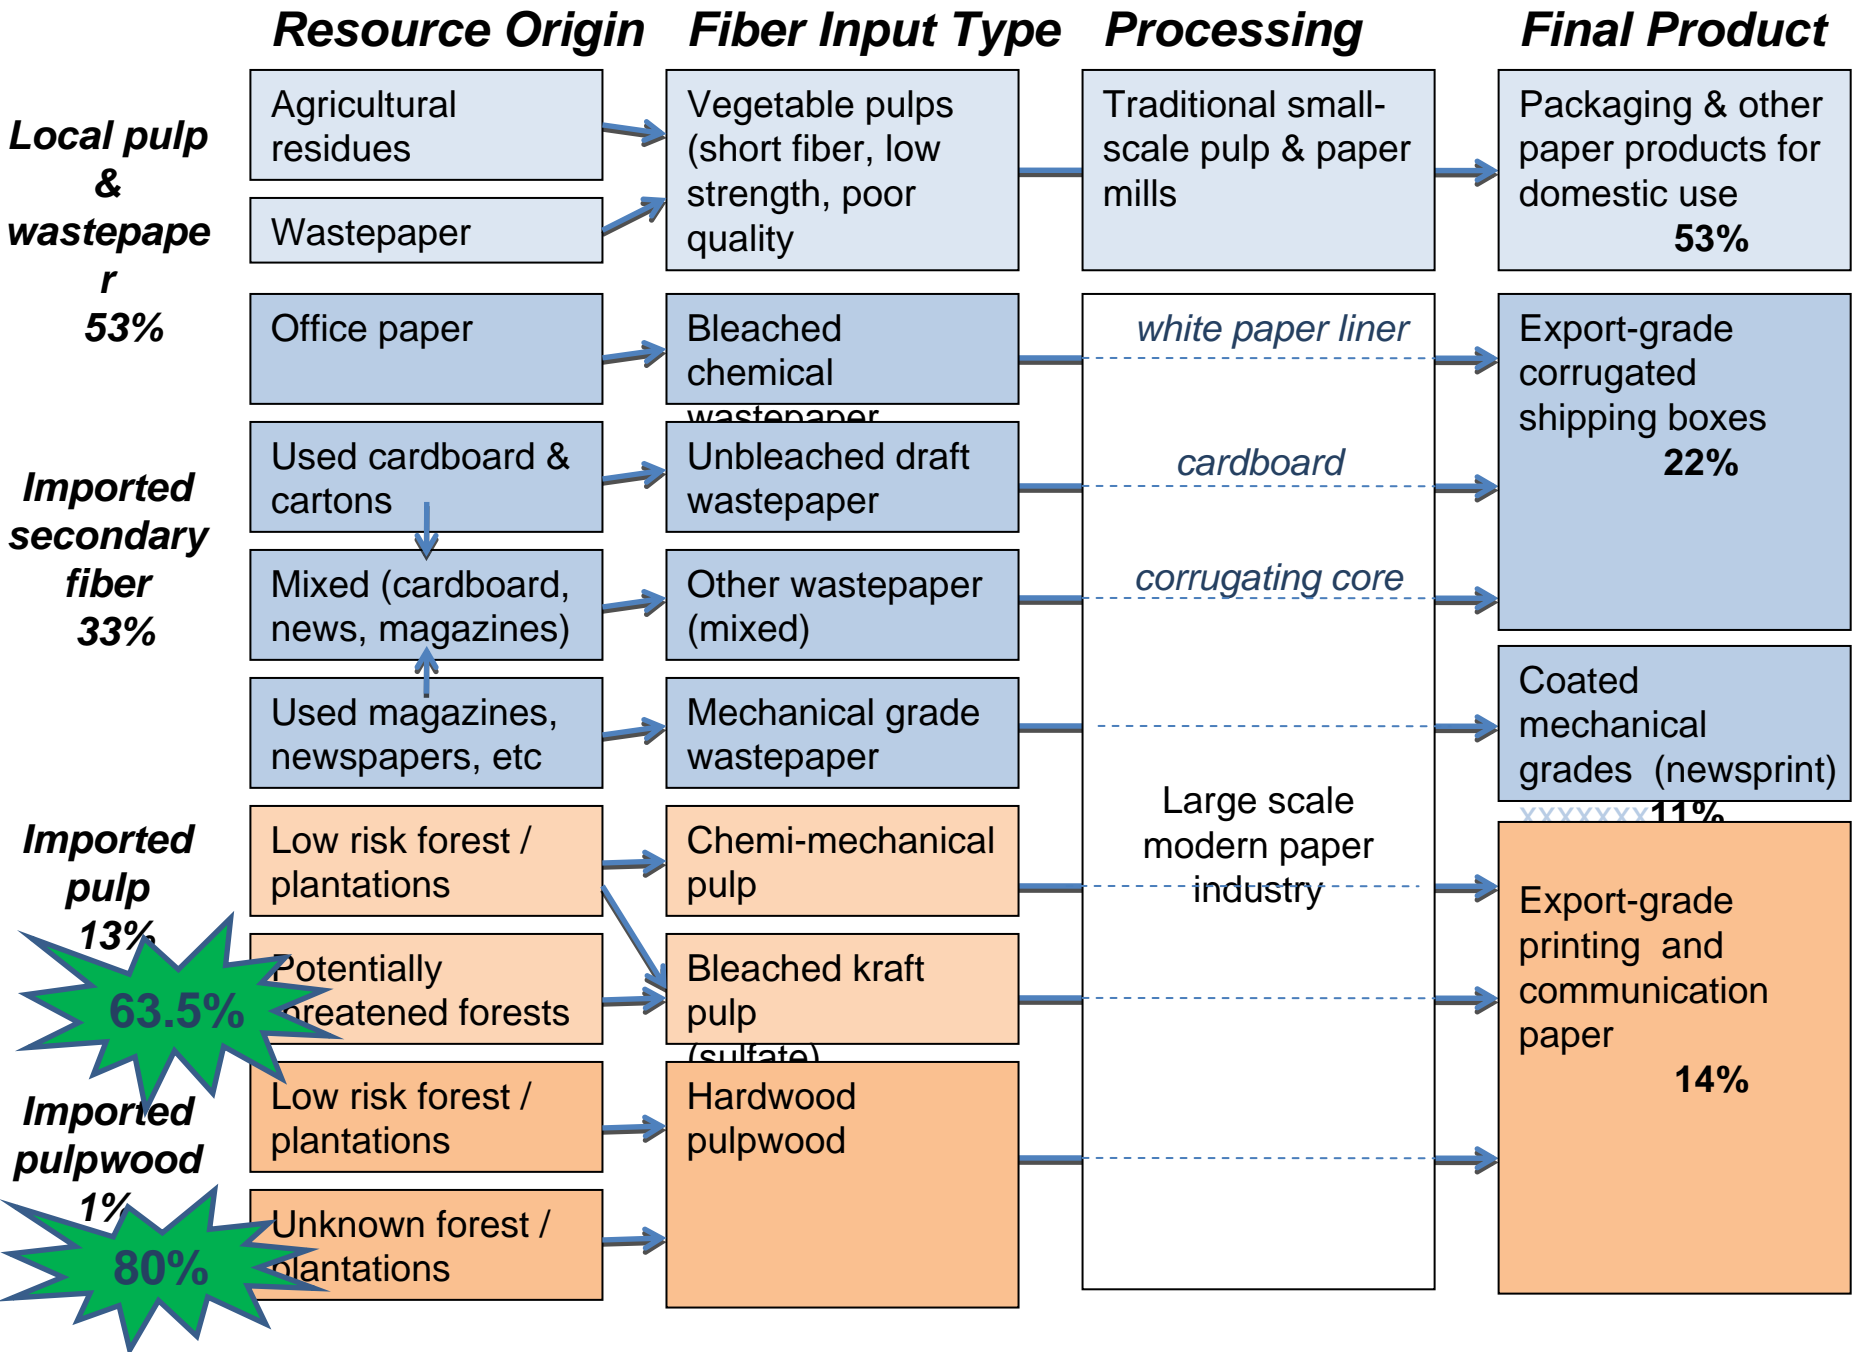 Resource Origin
Fiber Input Type
Processing
Final Product
Local pulp
&
wastepape
r
53%
Agricultural
residues
Wastepaper
Vegetable pulps
(short fiber, low
strength, poor
quality
Traditional small-
scale pulp & paper
mills
Packaging & other
paper products for
domestic use
53%
Imported
secondary
fiber
33%
Office paper
Bleached
chemical
wastepaper
white paper liner
Export-grade
corrugated
shipping boxes
22%
Used cardboard &
cartons
Unbleached draft
wastepaper
cardboard
Mixed (cardboard,
news, magazines)
Other wastepaper
(mixed)
corrugating core
Used magazines,
newspapers, etc
Mechanical grade
wastepaper
Coated
mechanical
grades (newsprint)
xxxxxxx11%
Large scale
modern paper
industry
Imported
pulp
13%
63.5%
Low risk forest /
plantations
Chemi-mechanical
pulp
Potentially
threatened forests
Bleached kraft
pulp
(sulfate)
Export-grade
printing and
communication
paper
14%
Imported
pulpwood
1%
80%
Low risk forest /
plantations
Hardwood
pulpwood
Unknown forest /
plantations